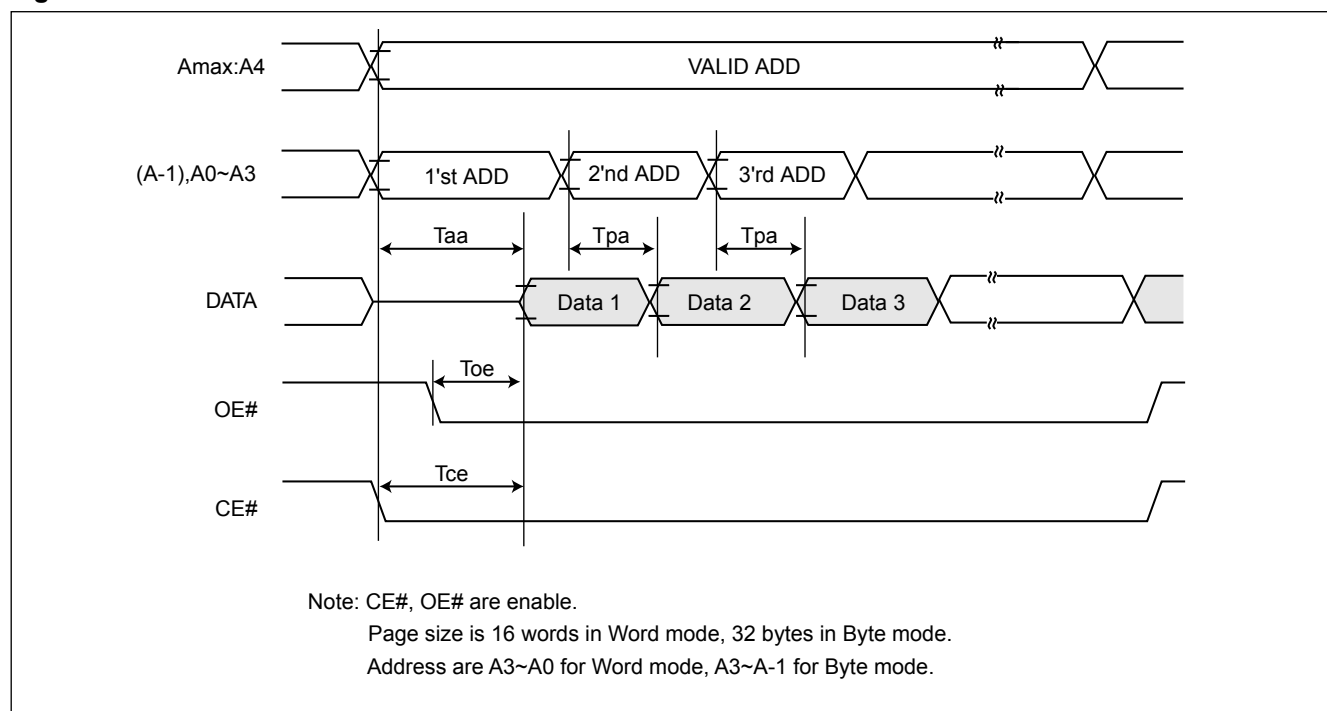 Amax:A4
VALID ADD
(A-1),A0~A3
1'st ADD
2'nd ADD
3'rd ADD
Taa
Tpa
Tpa
DATA
Data 1
Data 2
Data 3
Toe
OE#
Tce
CE#
Note: CE#, OE# are enable.
Page size is 16 words in Word mode, 32 bytes in Byte mode.
Address are A3~A0 for Word mode, A3~A-1 for Byte mode.